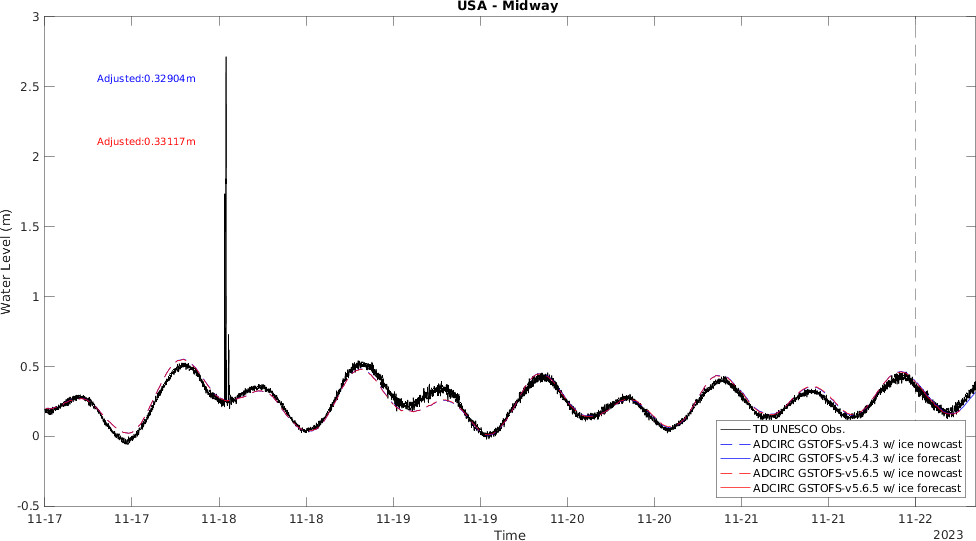 USA - Midway
3
2.5
2
1.5
1
0.5
0
-0.5
Water Level (m)
Adjusted:0.32904m
Adjusted:0.33117m
TD UNESCO Obs.
ADCIRC GSTOFS-v5.4.3 w/ ice nowcast
ADCIRC GSTOFS-v5.4.3 w/ ice forecast
ADCIRC GSTOFS-v5.6.5 w/ ice nowcast
ADCIRC GSTOFS-v5.6.5 w/ ice forecast
11-17 11-17 11-18 11-18 11-19 11-19 11-20 11-20 11-21 11-21 11-22
Time
2023